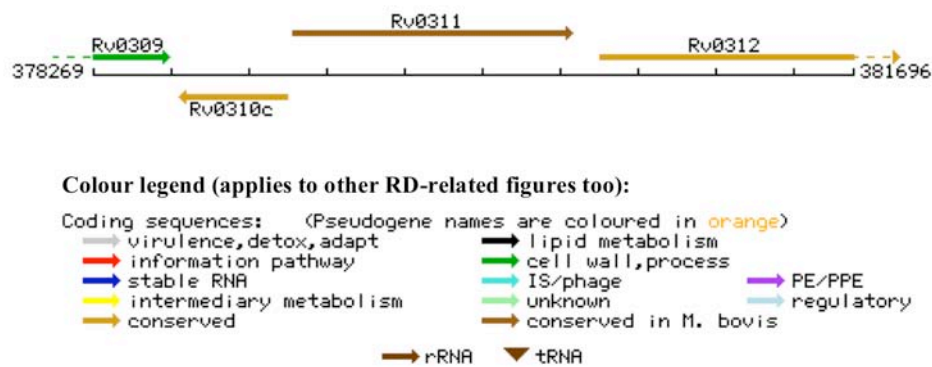 Rv0311
Rv0309 Rv0312
378269 381696
Rv0310c
Colour legend (applies to other RD-related figures too):
Coding sequences: (Pseudogene names are coloured in orange)
virulence,detox,adapt lipid metabolism
information pathway cell wall,process
stable RNA IS/phage PE/PPE
intermediary metabolism unknown regulatory
conserved conserved in M. bovis
rRNA tRNA